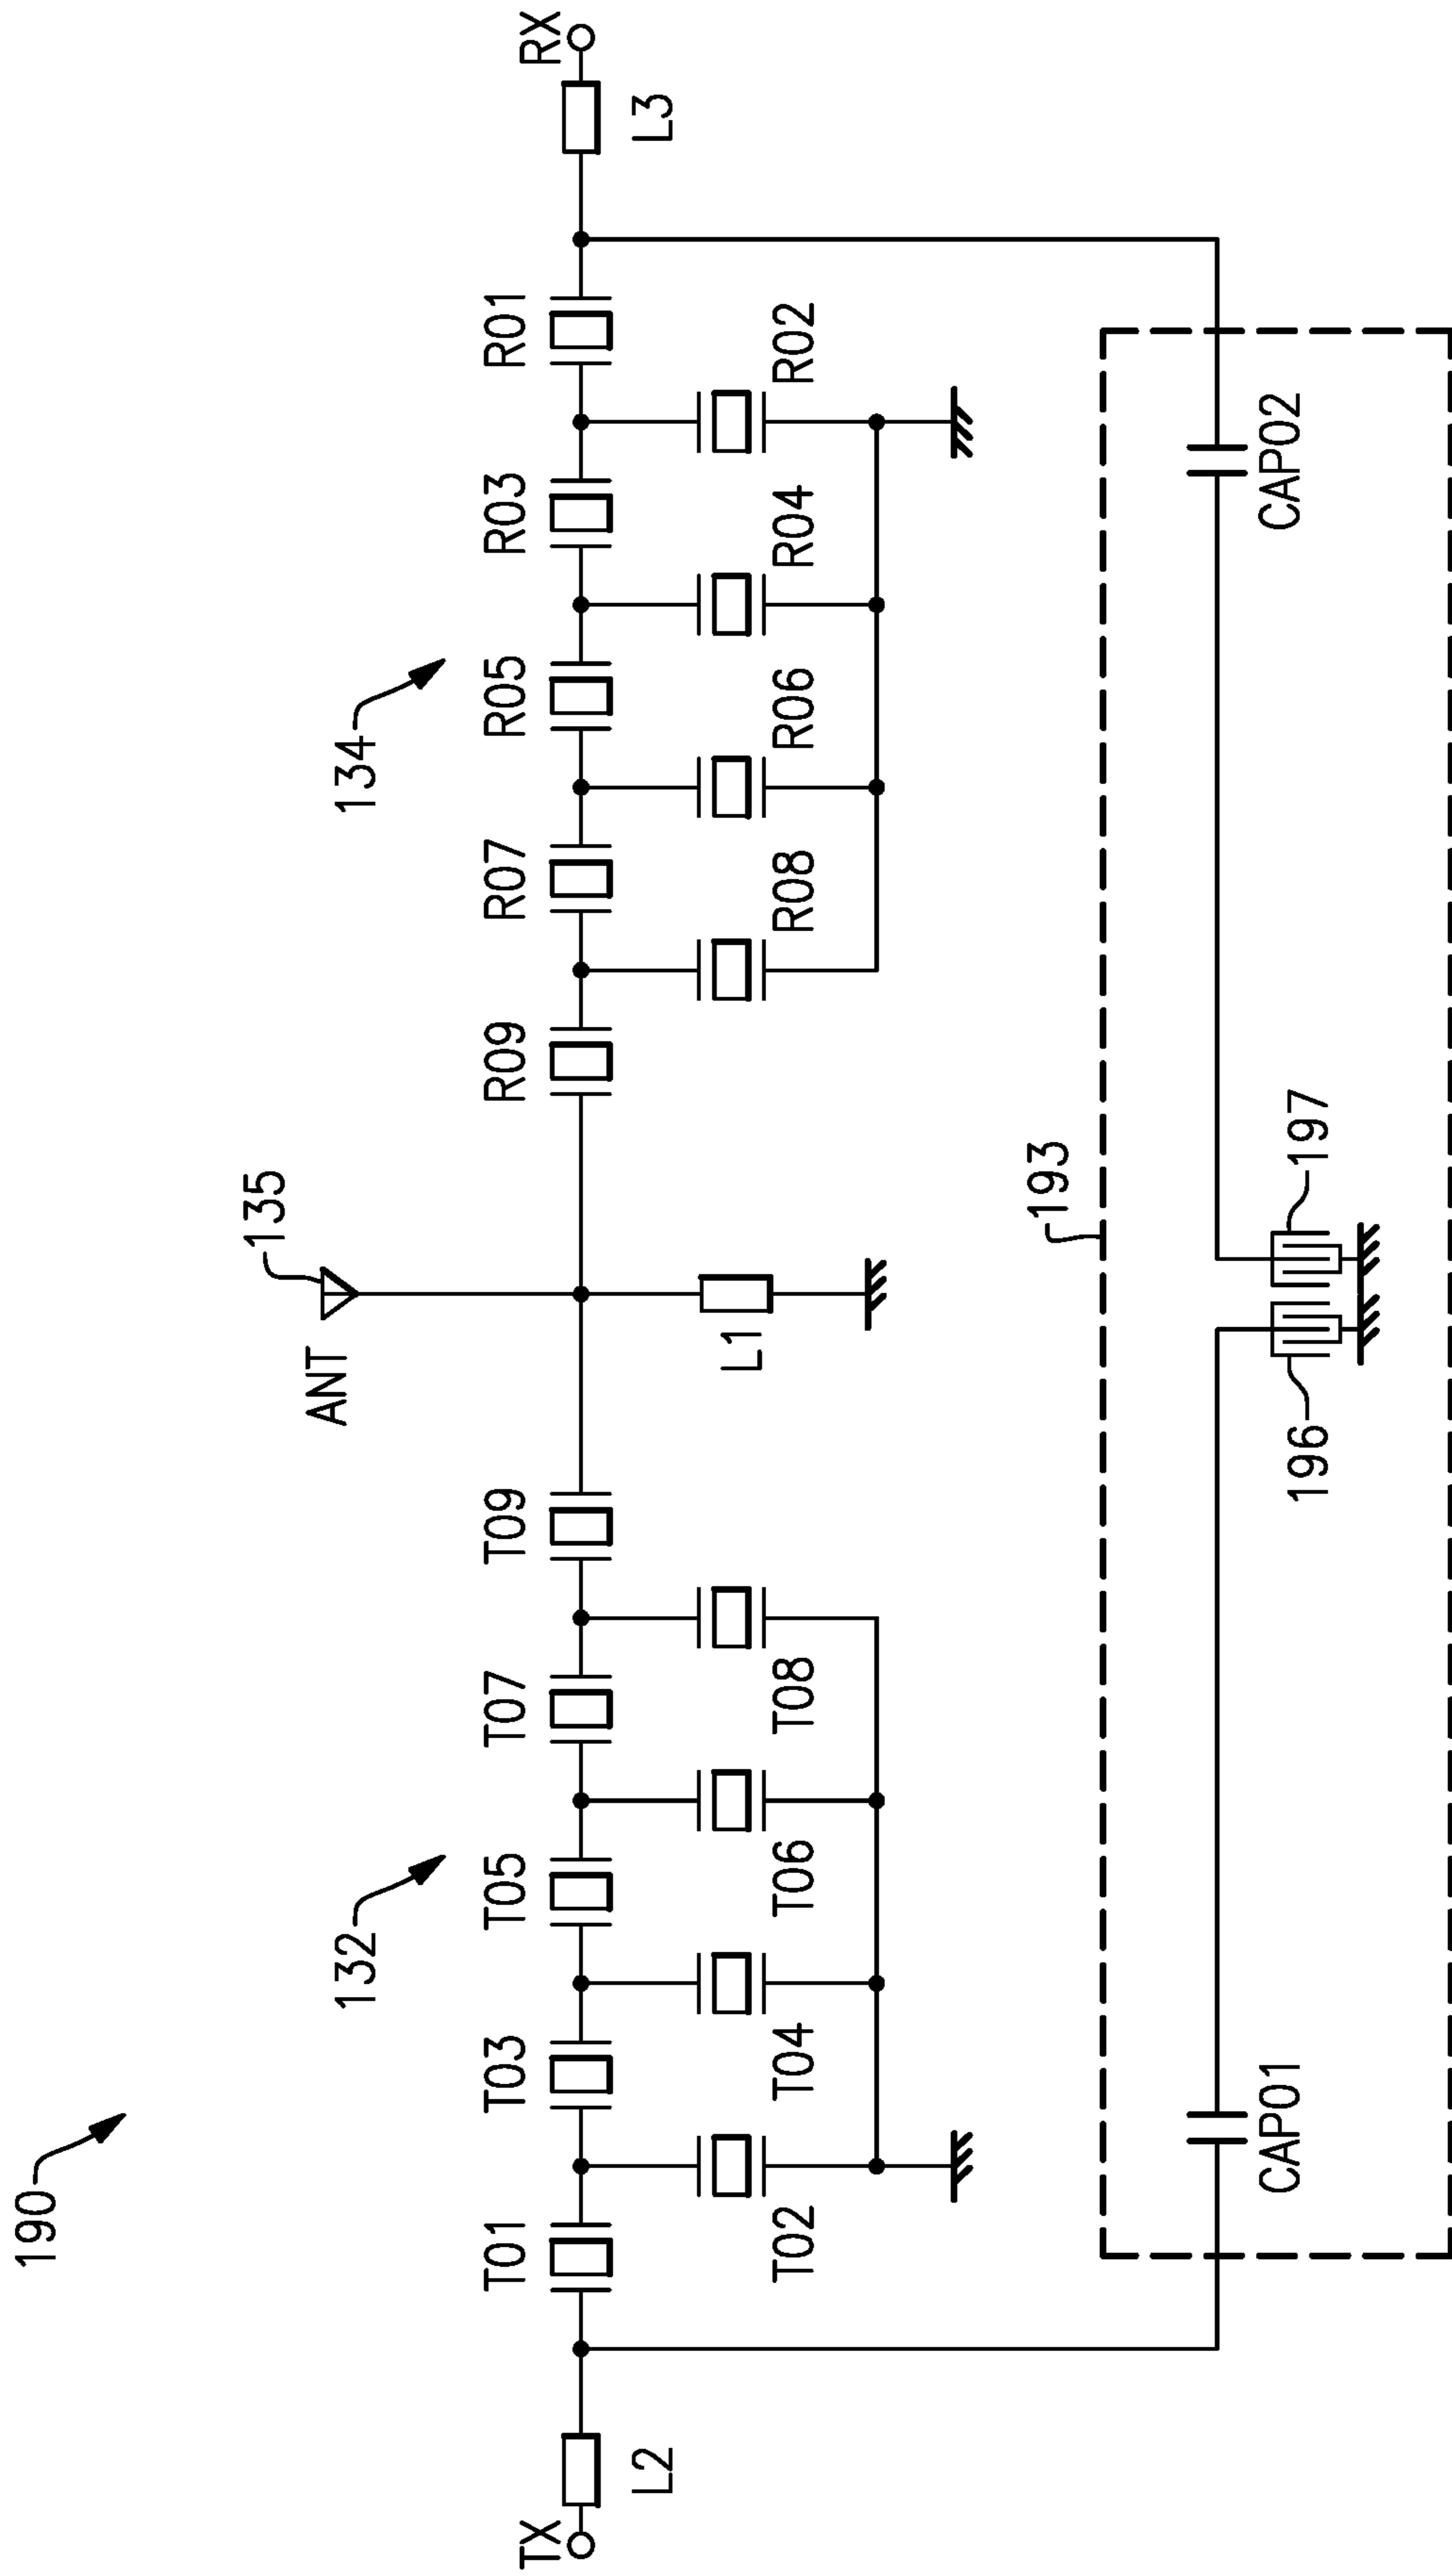 190
135
ANT
132
134
T01
T03
T05
T07
T09
R09
R07
R05
R03
R01
TX
RX
L2
L3
L1
T02
T04
T06
T08
R08
R06
R04
R02
193
CAP01
196
197
CAP02